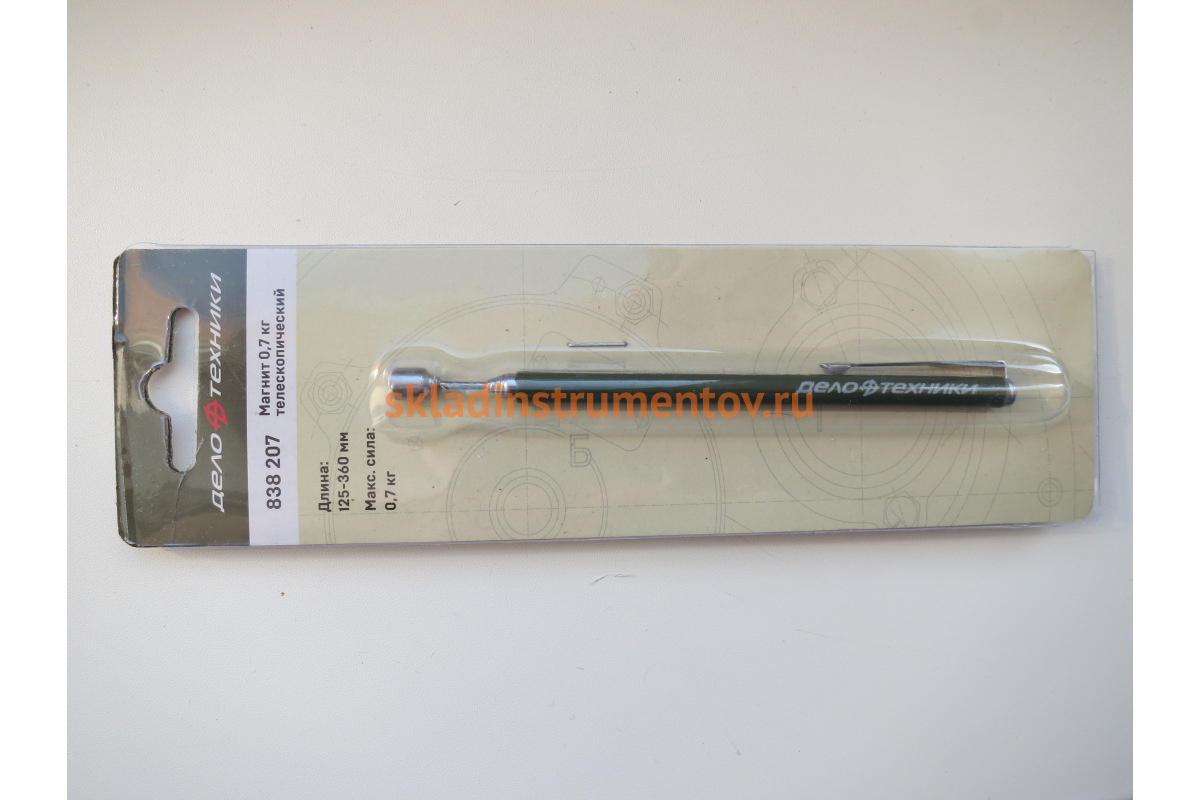 дело техники
838 207
Магнит 0,7 кг
телескопический
Длина:
125-360 мм
Макс. сила:
0,7 кг
дело техники
skladinstrumentov.ru
Б